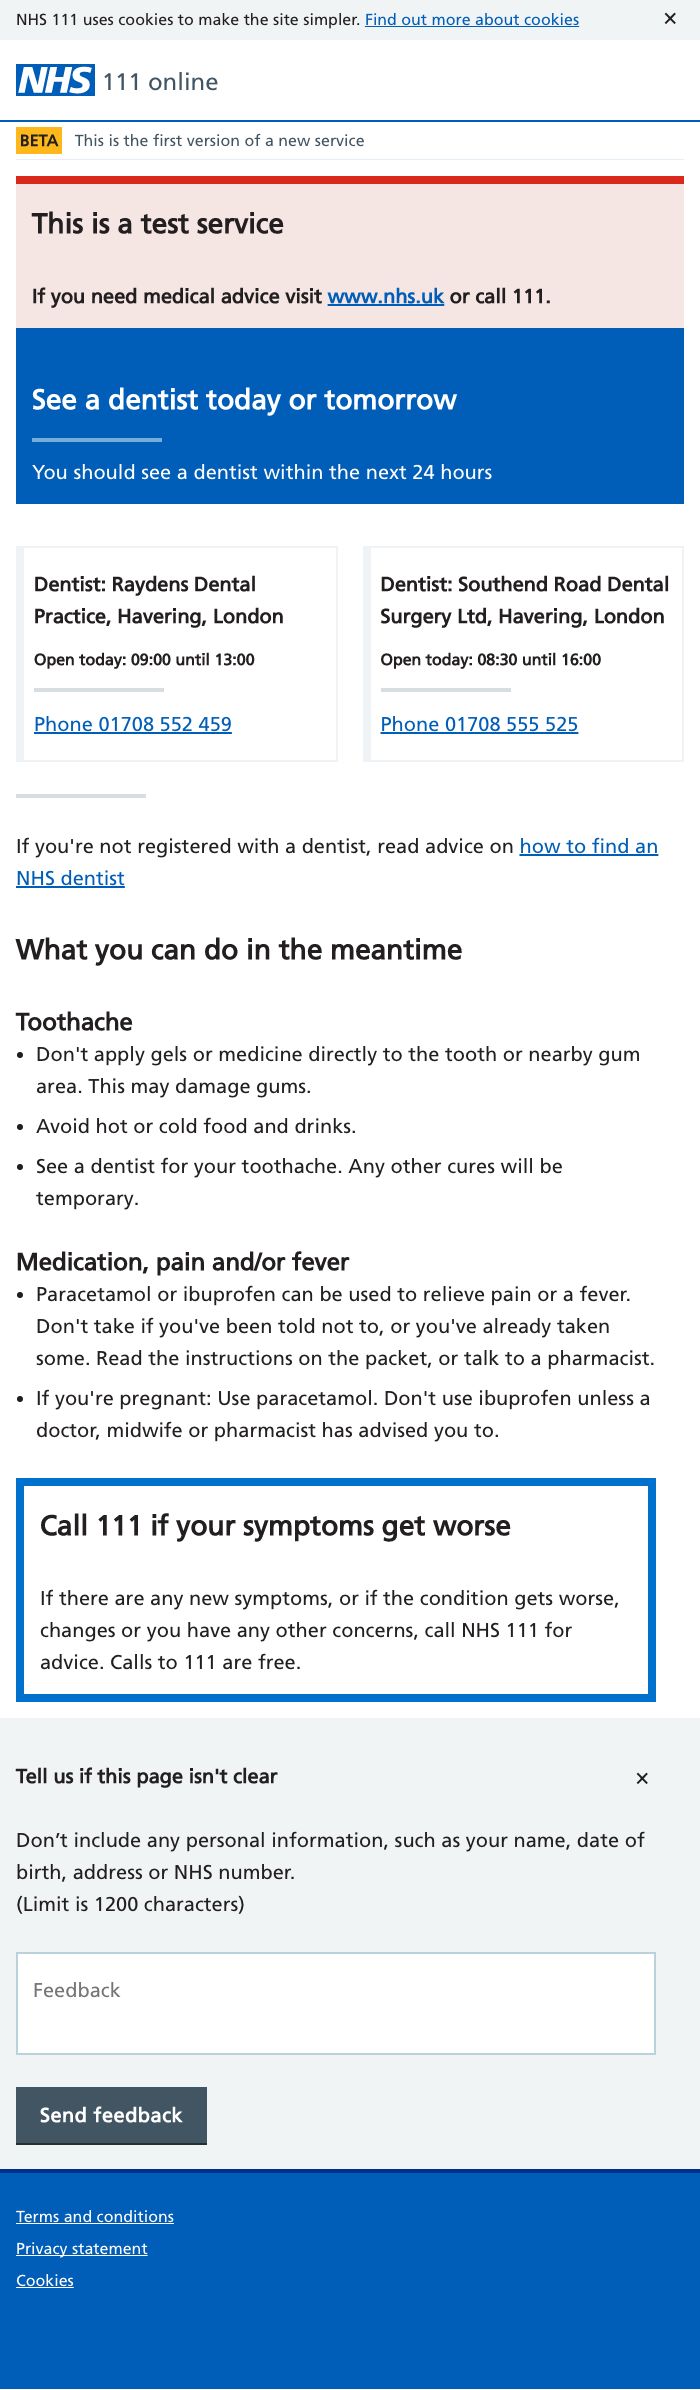 NHS 111 uses cookies to make the site simpler. Find out more about cookies ✕
NHS 111 online
BETA This is the first version of a new service
This is a test service
If you need medical advice visit www.nhs.uk or call 111.
See a dentist today or tomorrow
You should see a dentist within the next 24 hours
Dentist: Raydens Dental
Practice, Havering, London
Open today: 09:00 until 13:00
Phone 01708 552 459
Dentist: Southend Road Dental
Surgery Ltd, Havering, London
Open today: 08:30 until 16:00
Phone 01708 555 525
If you're not registered with a dentist, read advice on how to find an
NHS dentist
What you can do in the meantime
Toothache
• Don't apply gels or medicine directly to the tooth or nearby gum
area. This may damage gums.
• Avoid hot or cold food and drinks.
• See a dentist for your toothache. Any other cures will be
temporary.
Medication, pain and/or fever
• Paracetamol or ibuprofen can be used to relieve pain or a fever.
Don't take if you've been told not to, or you've already taken
some. Read the instructions on the packet, or talk to a pharmacist.
• If you're pregnant: Use paracetamol. Don't use ibuprofen unless a
doctor, midwife or pharmacist has advised you to.
Call 111 if your symptoms get worse
If there are any new symptoms, or if the condition gets worse,
changes or you have any other concerns, call NHS 111 for
advice. Calls to 111 are free.
Tell us if this page isn't clear ✕
Don’t include any personal information, such as your name, date of
birth, address or NHS number.
(Limit is 1200 characters)
Feedback
Send feedback
Terms and conditions
Privacy statement
Cookies